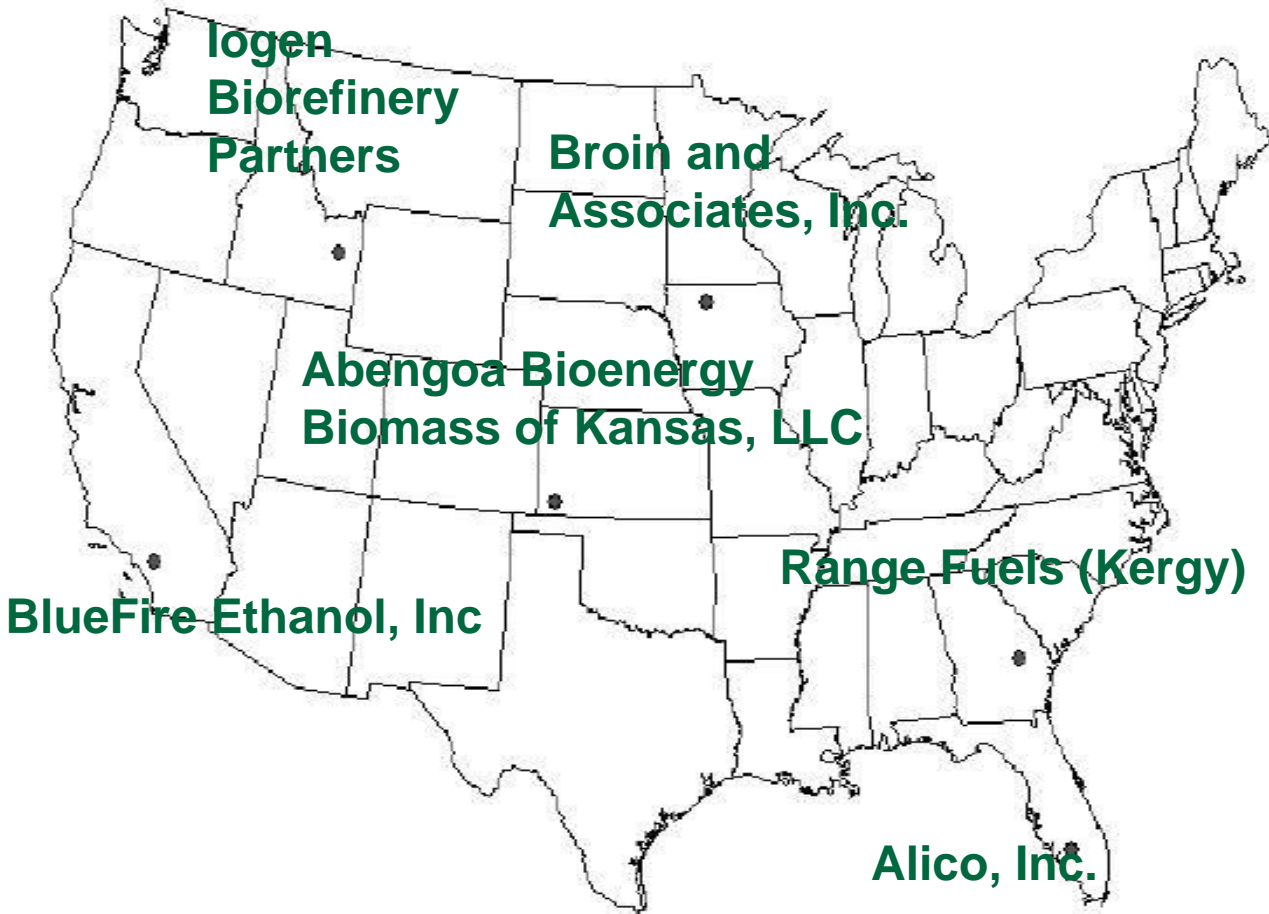 Iogen
Biorefinery
Partners
Broin and
Associates, Inc.
Abengoa Bioenergy
Biomass of Kansas, LLC
Range Fuels (Kergy)
BlueFire Ethanol, Inc
Alico, Inc.